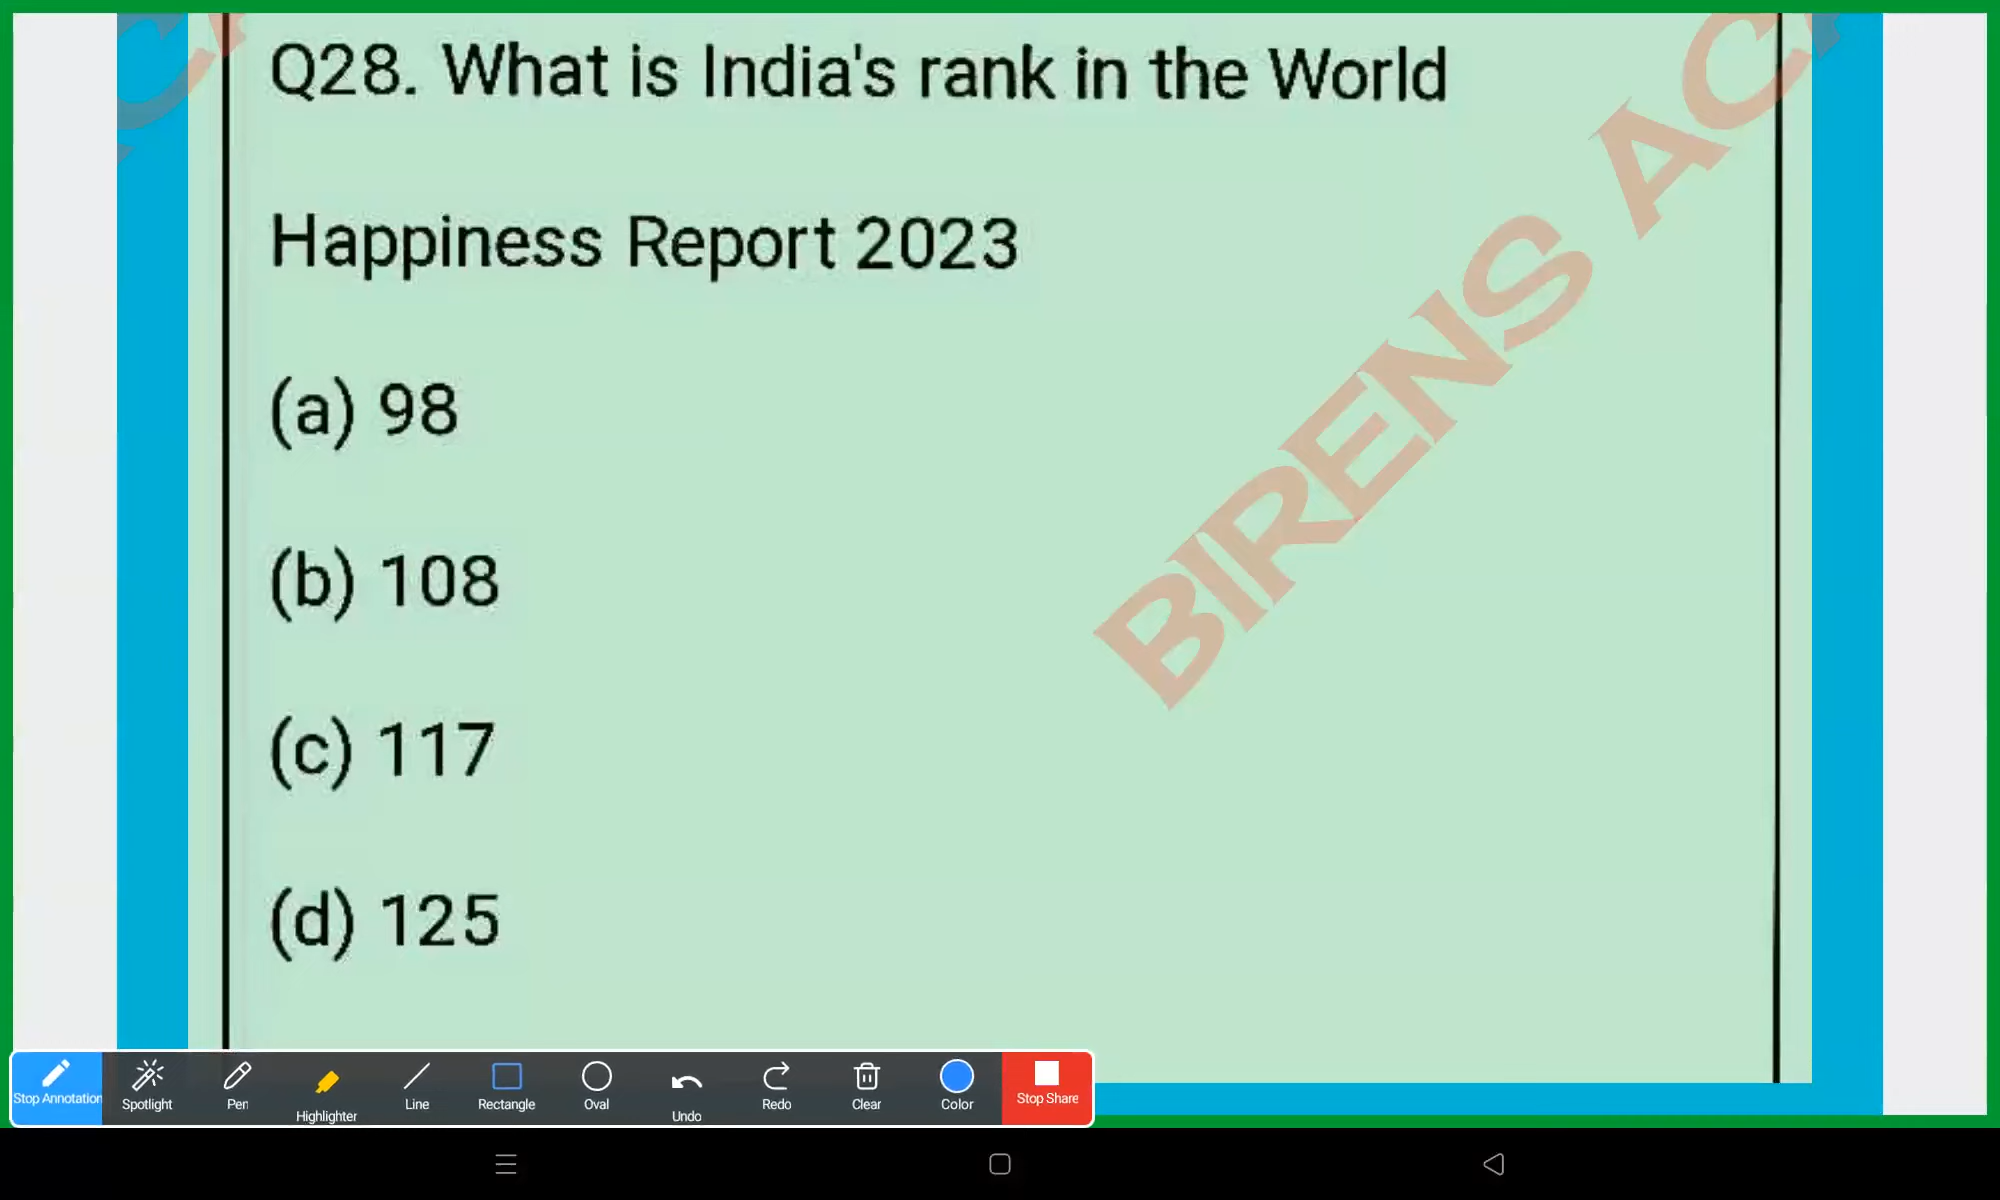 Q28. What is India's rank in the World
Happiness Report 2023
(a) 98
(b) 108
(c) 117
(d) 125
BIRENS ACA
Stop Annotation
Spotlight
Pen
Highlighter
Line
Rectangle
Oval
Undo
Redo
Clear
Color
Stop Share